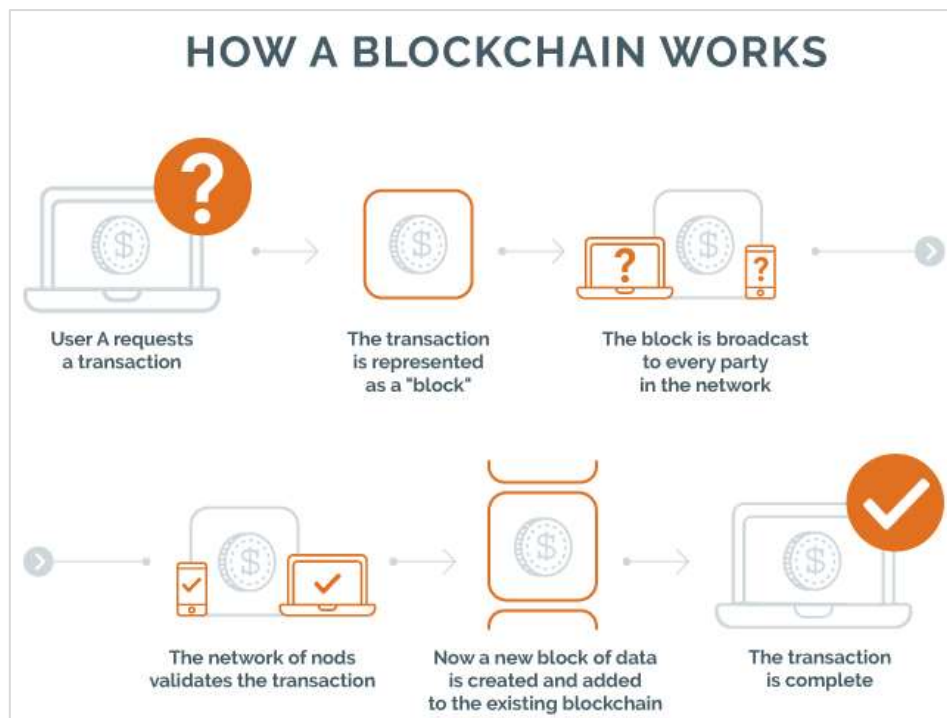 HOW A BLOCKCHAIN WORKS
?
$
$
?
$
?
User A requests
a transaction
The transaction
is represented
as a "block"
The block is broadcast
to every party
in the network
$
$
$
The network of nods
validates the transaction
Now a new block of data
is created and added
to the existing blockchain
The transaction
is complete